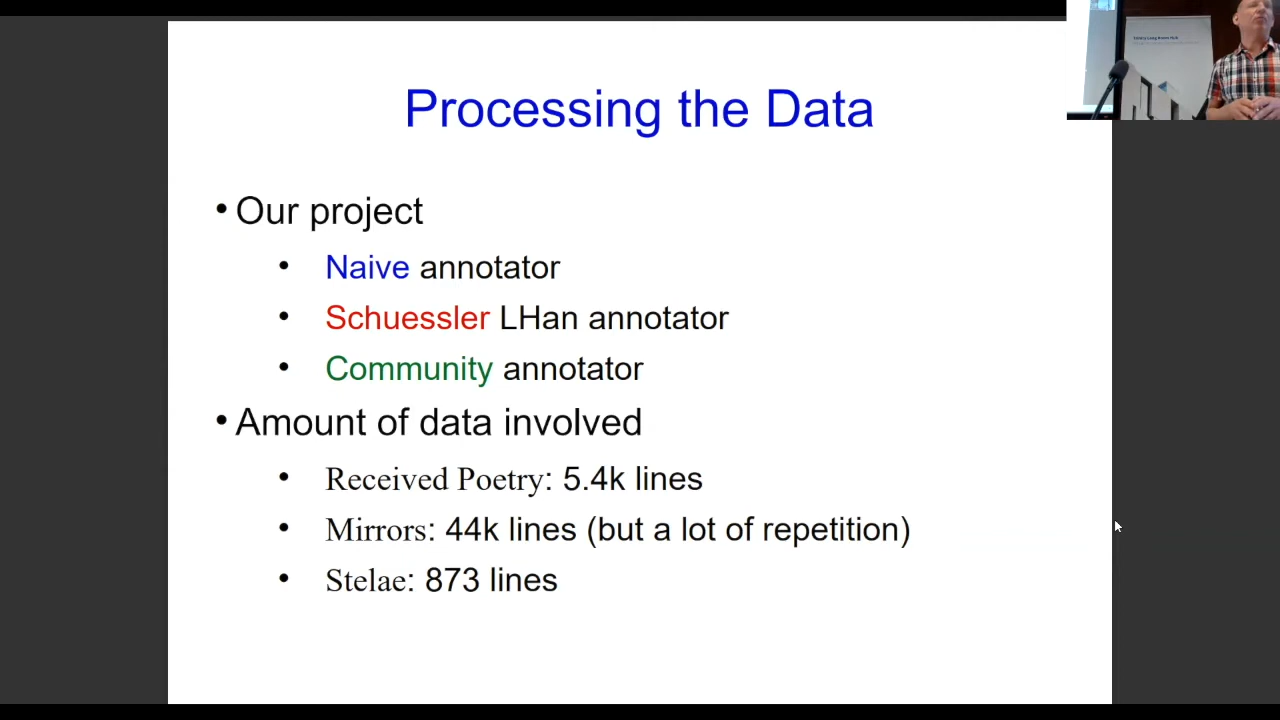 Processing the Data
• Our project
• Naive annotator
• Schuessler LHan annotator
• Community annotator
• Amount of data involved
• Received Poetry: 5.4k lines
• Mirrors: 44k lines (but a lot of repetition)
• Stelae: 873 lines